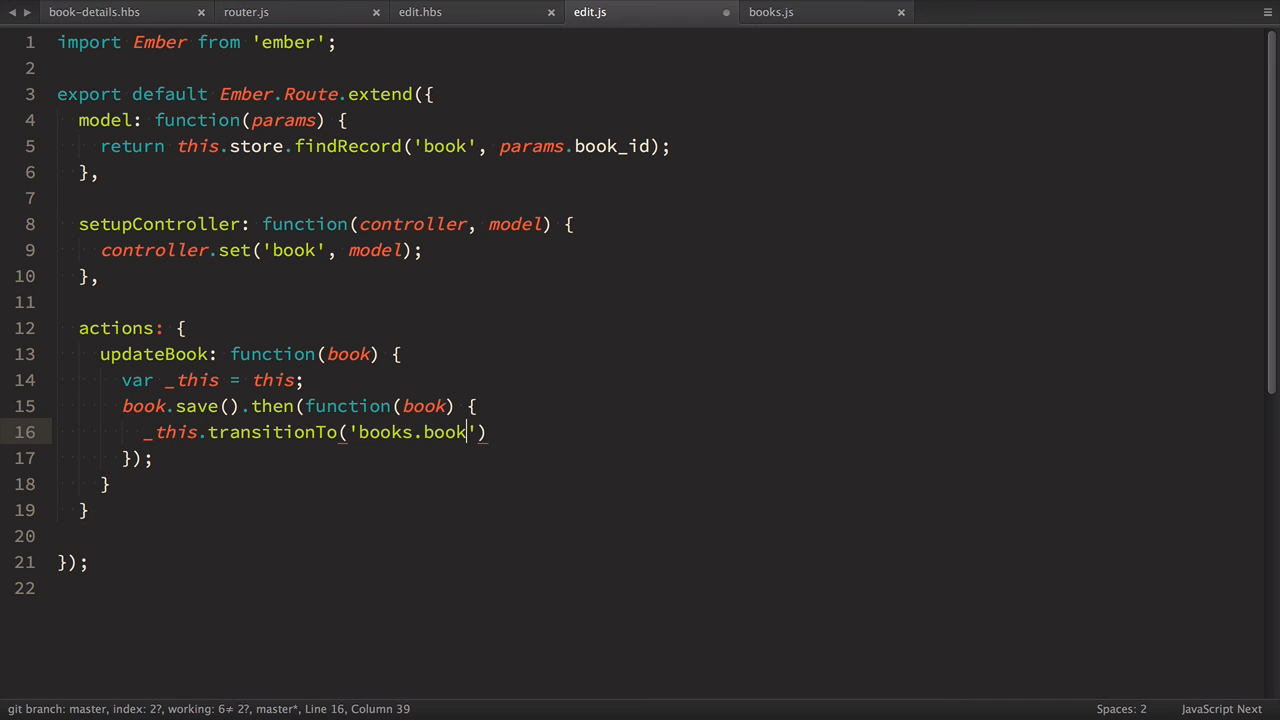 book-details.hbs × router.js × edit.hbs × edit.js books.js ×
1 import Ember from 'ember';
2
3 export default Ember.Route.extend({
4 model: function(params) {
5 return this.store.findRecord('book', params.book_id);
6 },
7
8 setupController: function(controller, model) {
9 controller.set('book', model);
10 },
11
12 actions: {
13 updateBook: function(book) {
14 var _this = this;
15 book.save().then(function(book) {
16 _this.transitionTo('books.book')
17 });
18 }
19 }
20
21 });
22
git branch: master, index: 2?, working: 6≠ 2?, master*, Line 16, Column 39 Spaces: 2 JavaScript Next